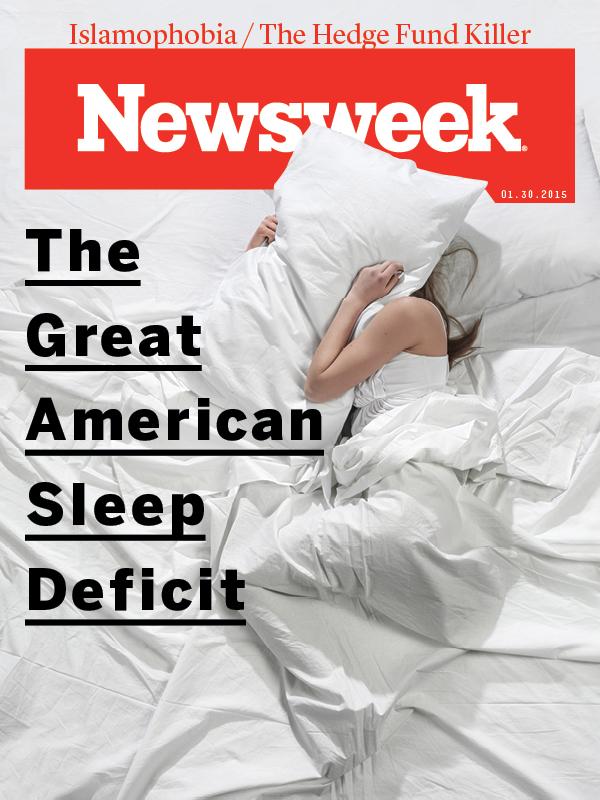 Islamophobia / The Hedge Fund Killer
Newsweek®
01.30.2015
The
Great
American
Sleep
Deficit